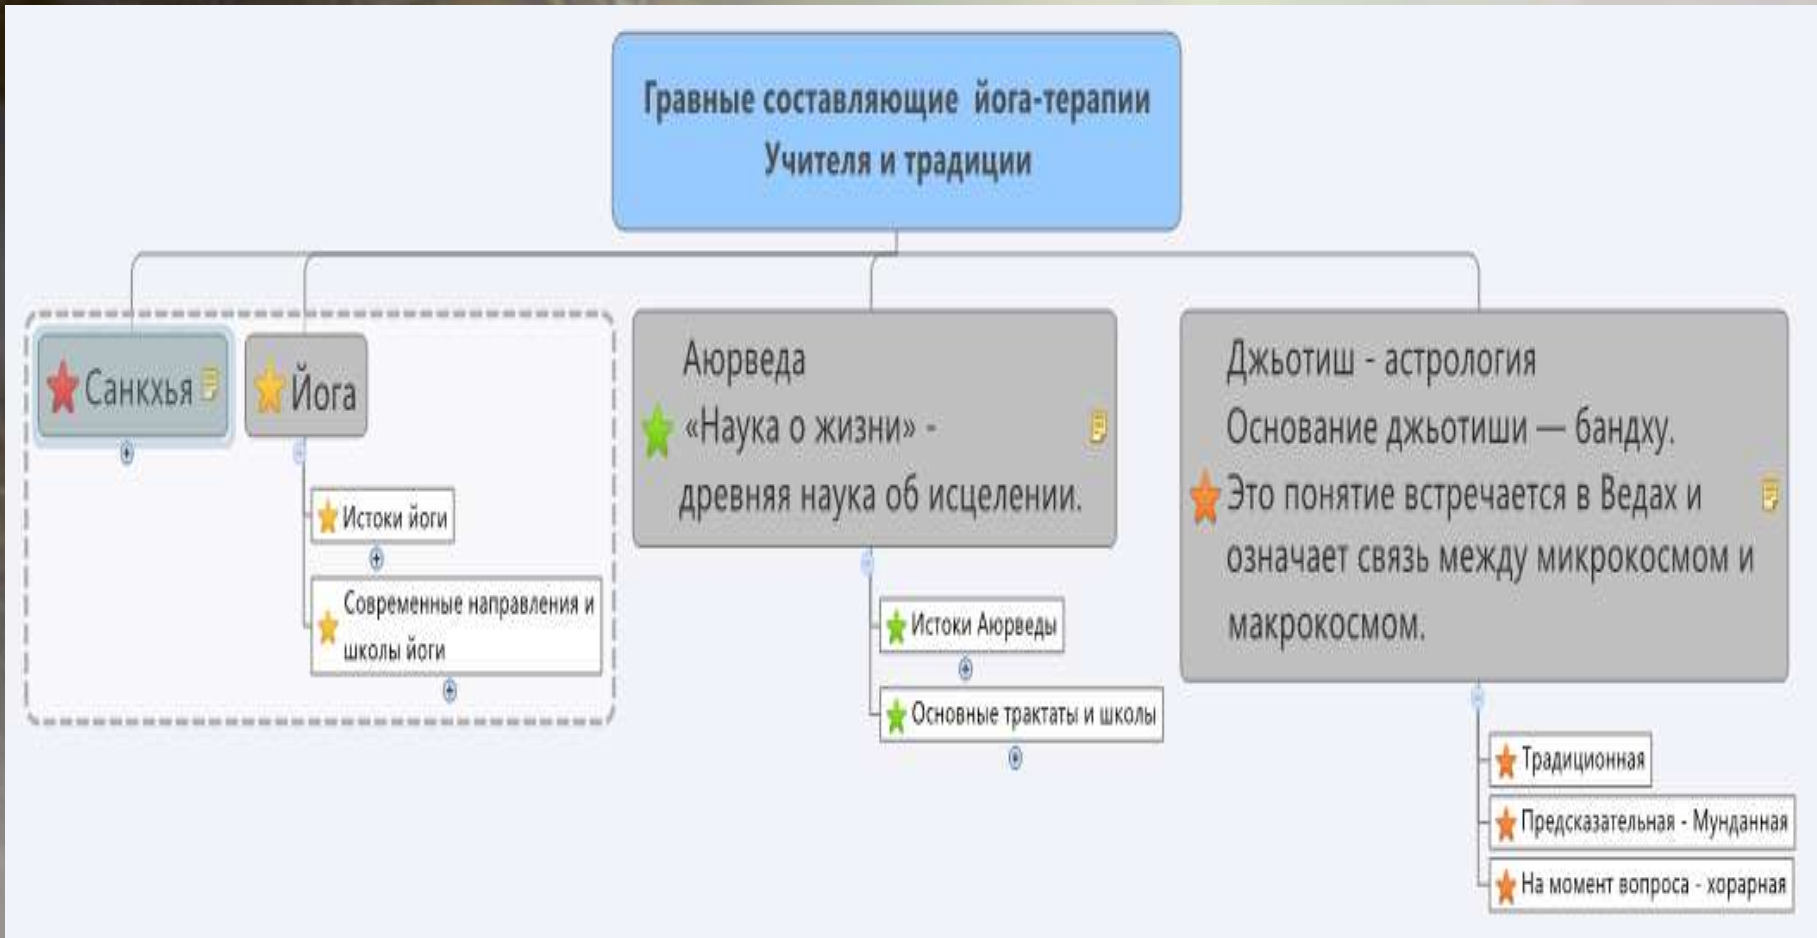 Гравные составляющие йога-терапии
Учителя и традиции
Санкхья
Йога
Истоки йоги
Современные направления и
школы йоги
Аюрведа
«Наука о жизни» -
древняя наука об исцелении.
Истоки Аюрведы
Основные трактаты и школы
Джьотиш - астрология
Основание джьотиши — бандху.
Это понятие встречается в Ведах и
означает связь между микрокосмом и
макрокосмом.
Традиционная
Предсказательная - Мунданная
На момент вопроса - хорарная